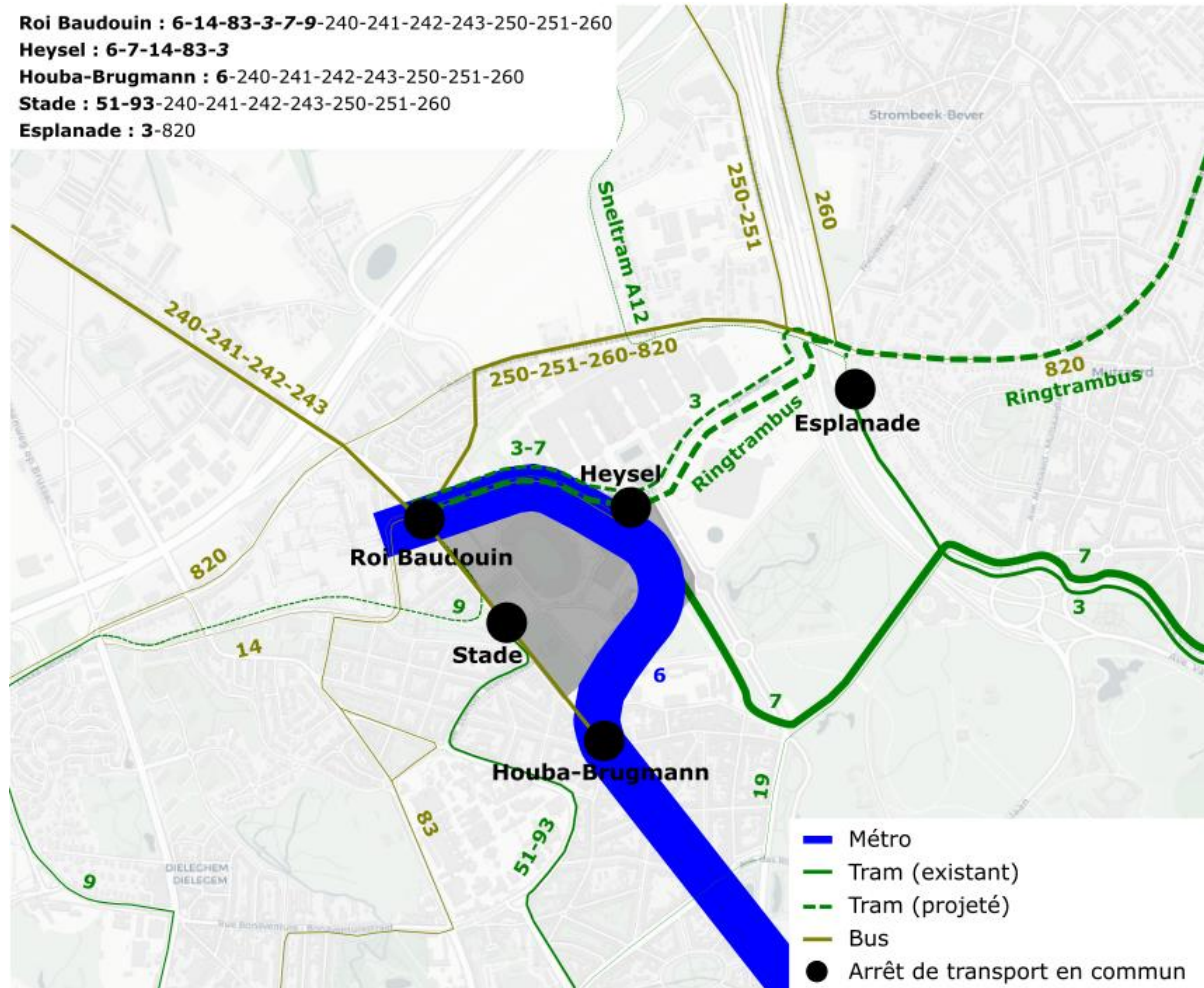 Roi Baudouin : 6-14-83-3-7-9-240-241-242-243-250-251-260
Heysel : 6-7-14-83-3
Houba-Brugmann : 6-240-241-242-243-250-251-260
Stade : 51-93-240-241-242-243-250-251-260
Esplanade : 3-820
Strombeek Bever
250-251
260
Sneltram A12
240-241-242-243
250-251-260-820
820
Mutsaard
Ringtrambus
3
Esplanade
Ringtrambus
3-7
Heysel
Roi Baudouin
820
7
3
9
Stade
14
6
7
Houba-Brugmann
19
83
51-93
DIELEGHEM
DIELEGEM
9
Rue Bonaventure - Bonaventurestraat
Métro
Tram (existant)
Tram (projeté)
Bus
Arrêt de transport en commun